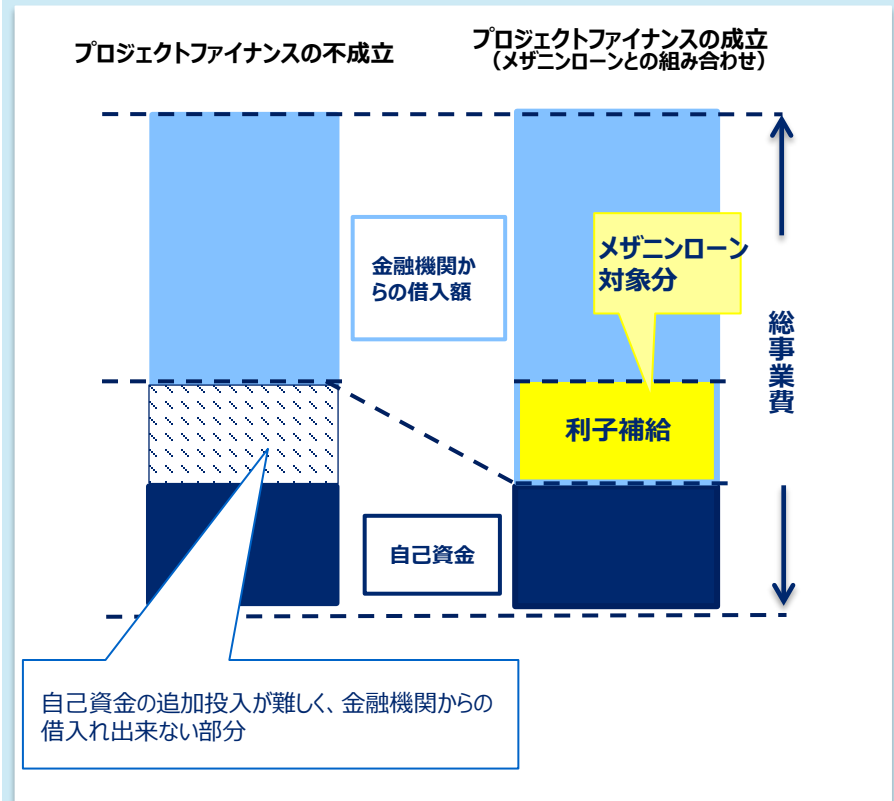 プロジェクトファイナンスの不成立
プロジェクトファイナンスの成立
（メザニンローンとの組み合わせ）
金融機関か
らの借入額
メザニンローン
対象分
総事業費
利子補給
自己資金
自己資金の追加投入が難しく、金融機関からの
借入れ出来ない部分